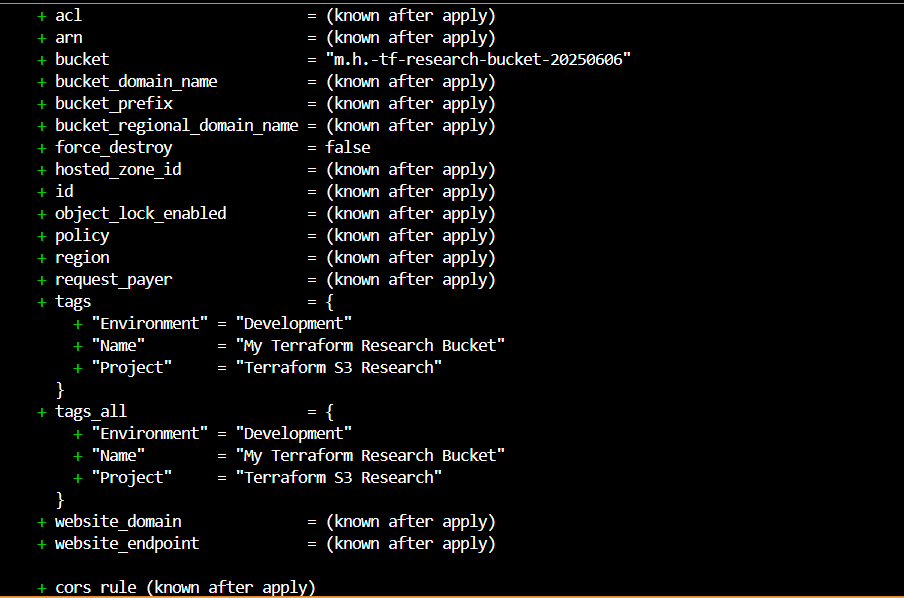 + acl                         = (known after apply)
+ arn                         = (known after apply)
+ bucket                      = "m.h.-tf-research-bucket-20250606"
+ bucket_domain_name          = (known after apply)
+ bucket_prefix               = (known after apply)
+ bucket_regional_domain_name = (known after apply)
+ force_destroy               = false
+ hosted_zone_id              = (known after apply)
+ id                          = (known after apply)
+ object_lock_enabled         = (known after apply)
+ policy                      = (known after apply)
+ region                      = (known after apply)
+ request_payer               = (known after apply)
+ tags                        = {
    + "Environment" = "Development"
    + "Name"        = "My Terraform Research Bucket"
    + "Project"     = "Terraform S3 Research"
  }
+ tags_all                    = {
    + "Environment" = "Development"
    + "Name"        = "My Terraform Research Bucket"
    + "Project"     = "Terraform S3 Research"
  }
+ website_domain              = (known after apply)
+ website_endpoint            = (known after apply)

+ cors rule (known after apply)